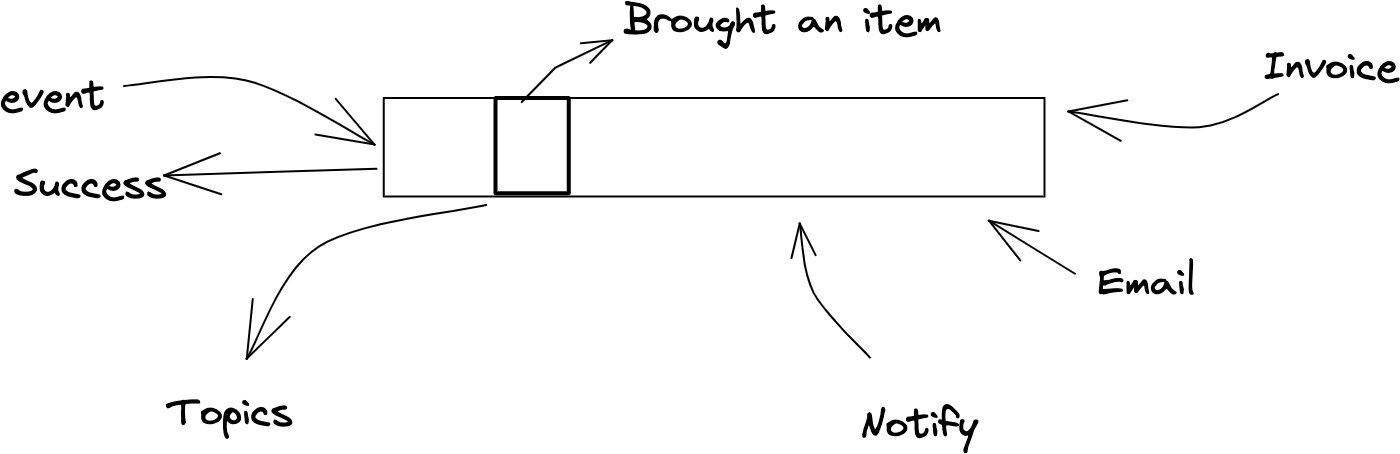 Brought an item
Invoice
event
Success
Email
Topics
Notify